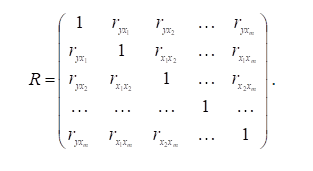 1 r_{yx_1} r_{yx_2} … r_{yx_m}
r_{yx_1} 1 r_{x_1x_2} … r_{x_1x_m}
R = r_{yx_2} r_{x_1x_2} 1 … r_{x_2x_m} .
… … … 1 …
r_{yx_m} r_{x_1x_m} r_{x_2x_m} … 1